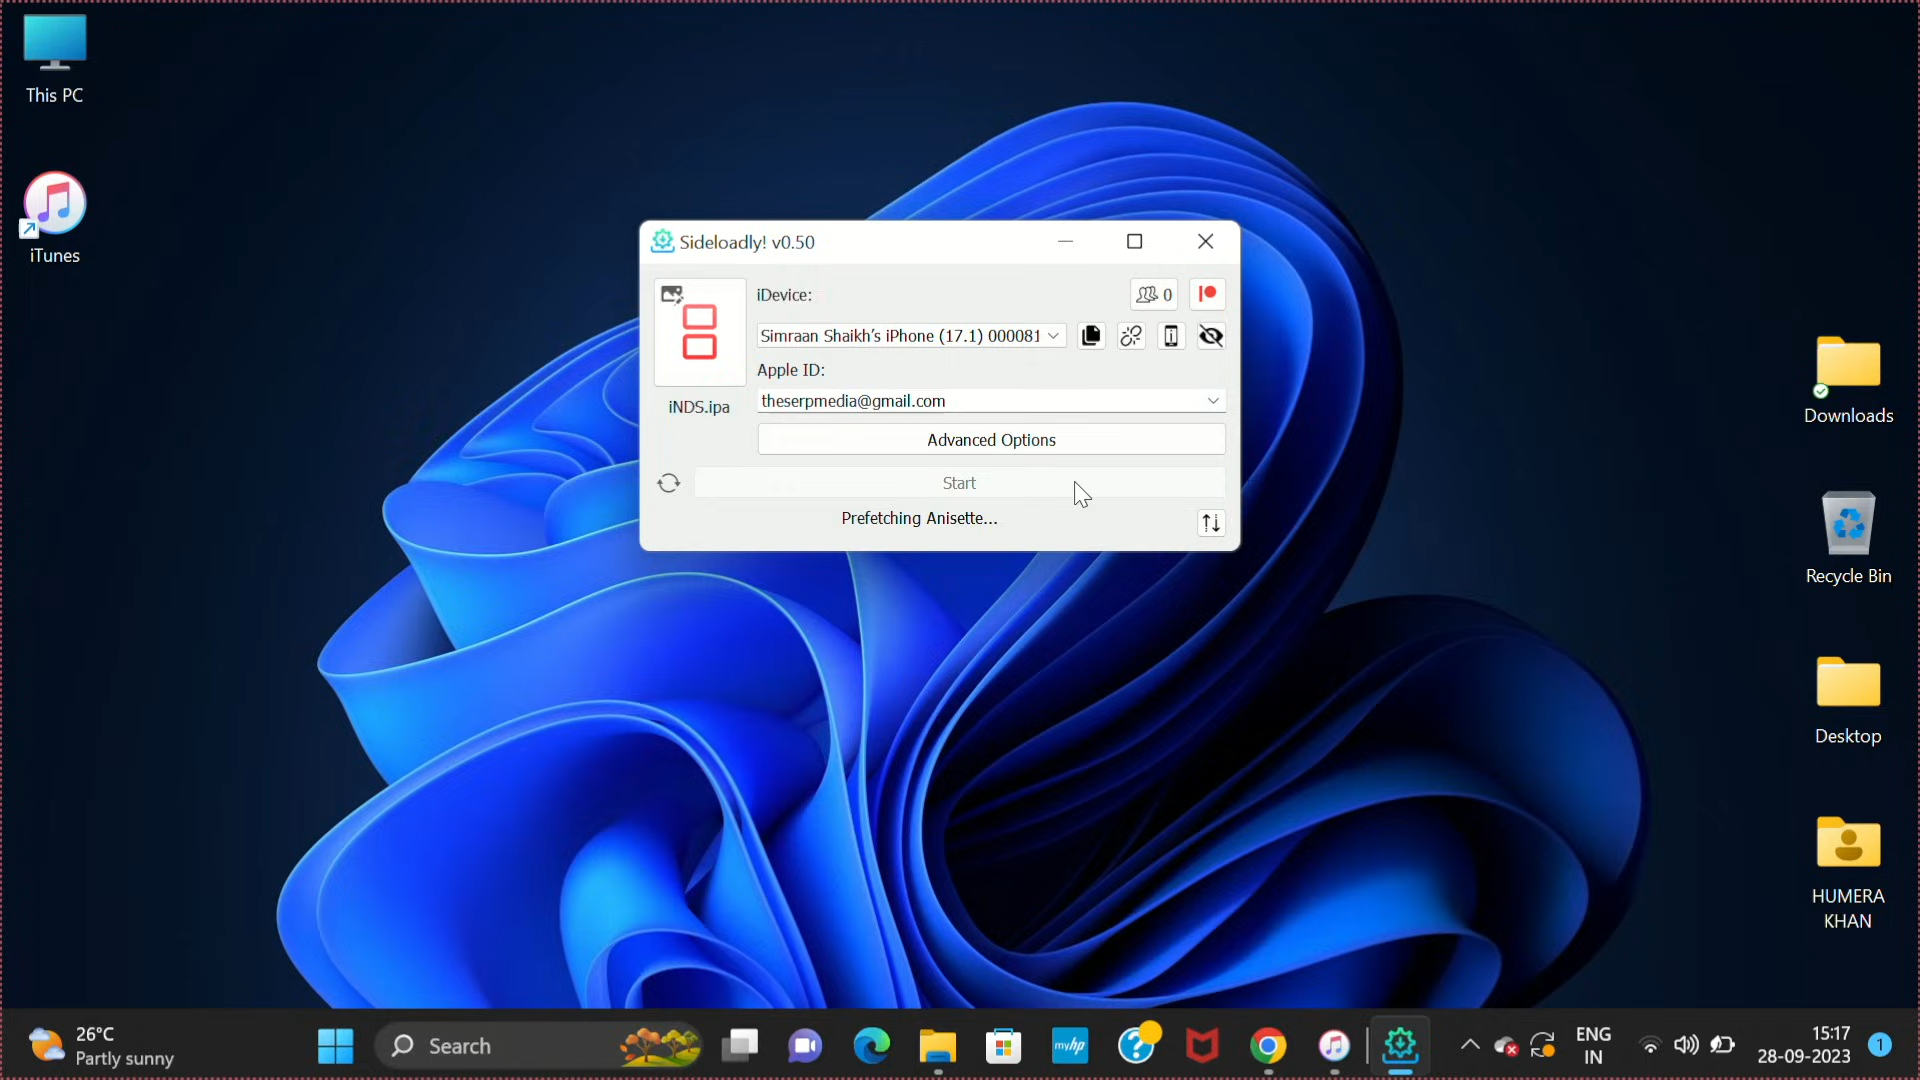 This PC
iTunes
Sideloadly! v0.50
iDevice:
0
Simraan Shaikh’s iPhone (17.1) 000081
Apple ID:
iNDS.ipa
theserpmedia@gmail.com
Advanced Options
Start
Prefetching Anisette...
Downloads
Recycle Bin
Desktop
HUMERA
KHAN
26°C
Partly sunny
Search
myhp
ENG
IN
15:17
28-09-2023
1